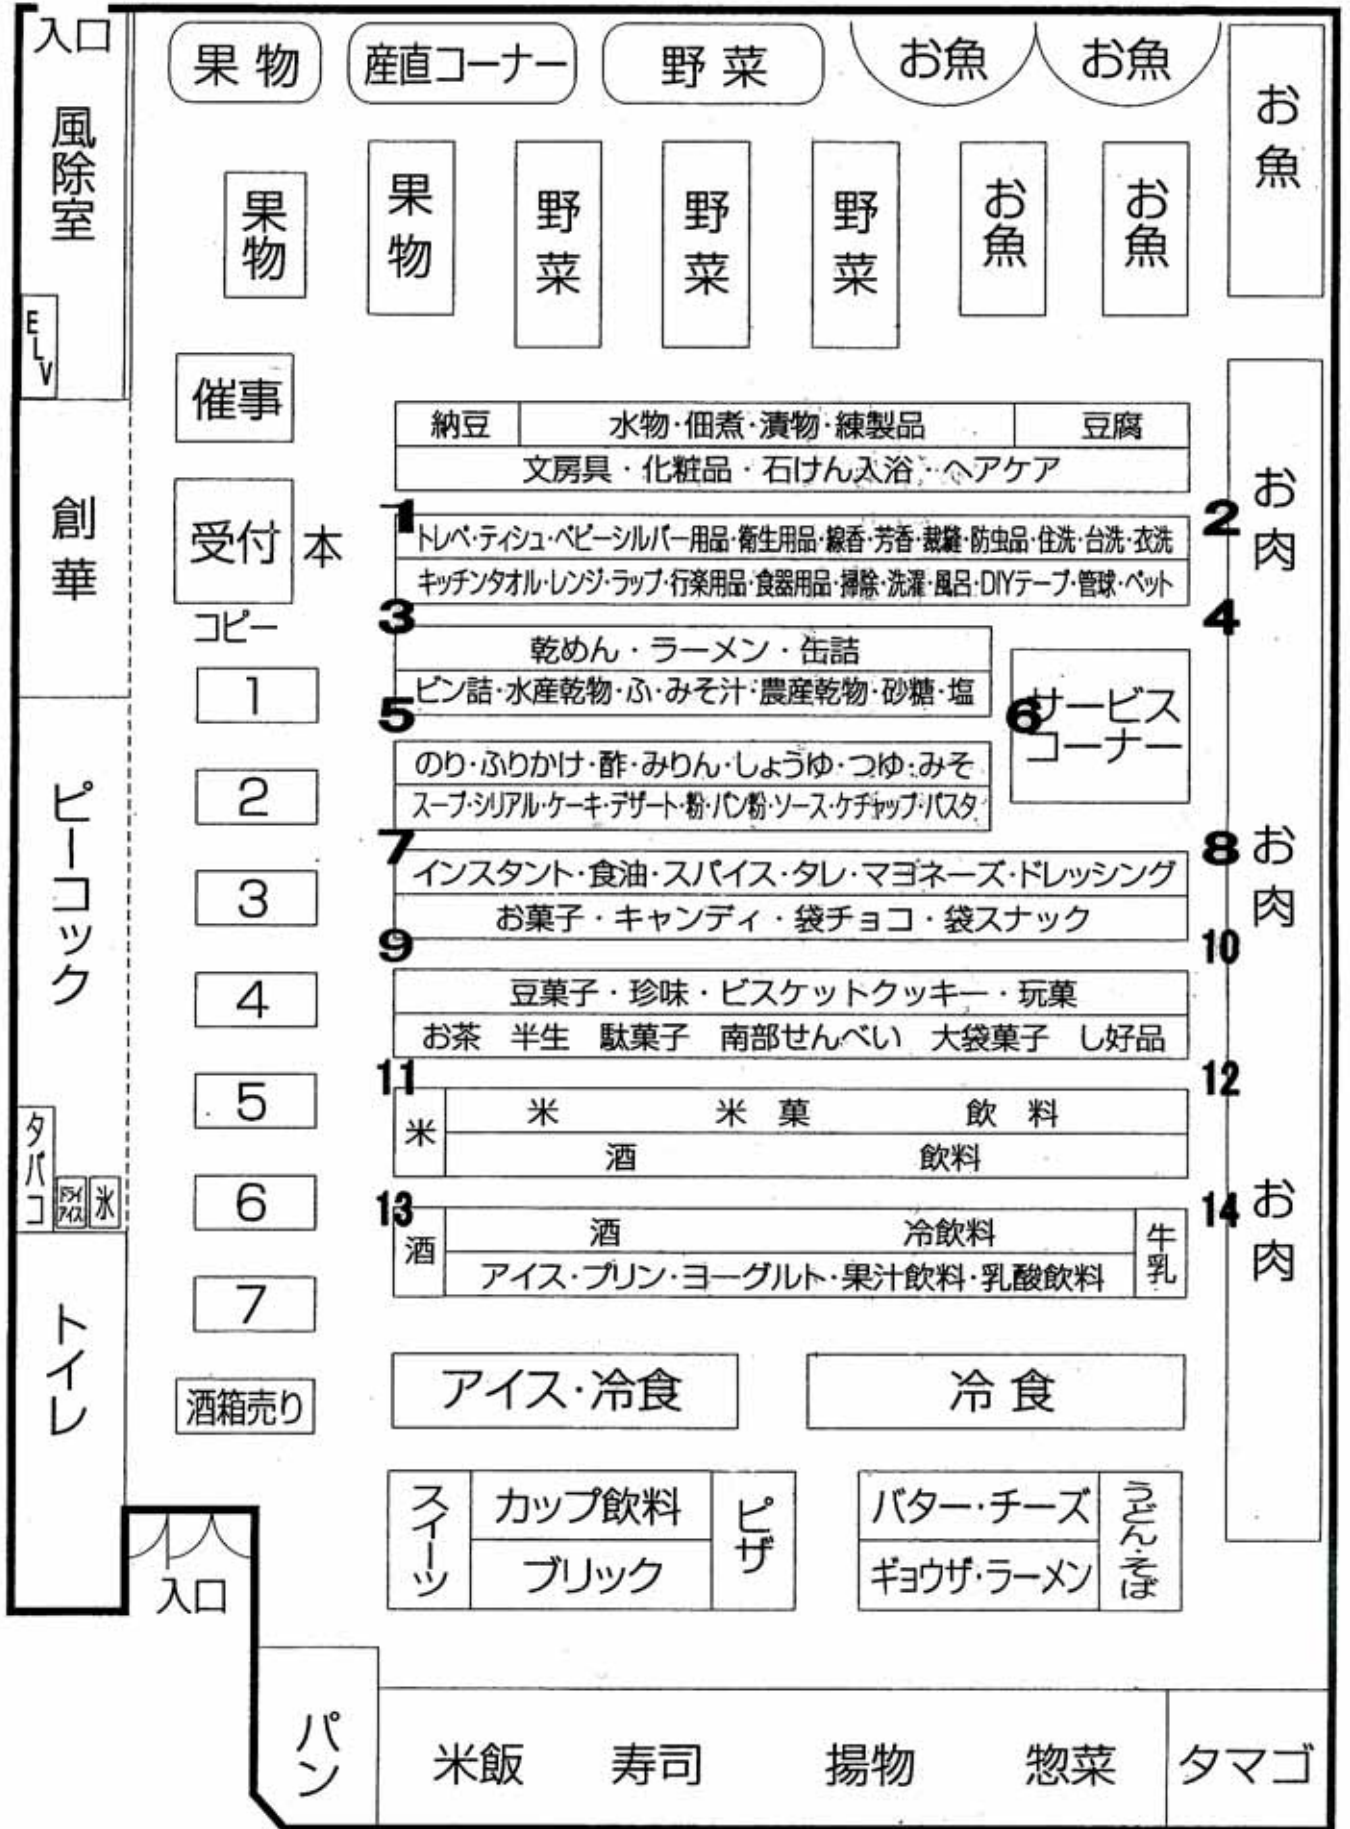 入口
果物
産直コーナー
野菜
お魚
お魚
お魚
風除室
果物
果物
野菜
野菜
野菜
お魚
お魚
ELV
催事
納豆
水物・佃煮・漬物・練製品
豆腐
文房具・化粧品・石けん入浴・ヘアケア
創華
受付
本
コピー
1
2
お肉
トレペ・ティシュ・ベビーシルバー用品・衛生用品・線香・芳香・裁縫・防虫品・住洗・台洗・衣洗
キッチンタオル・レンジ・ラップ・行楽用品・食器用品・掃除・洗濯・風呂・DIYテープ・管球・ペット
3
4
乾めん・ラーメン・缶詰
ビン詰・水産乾物・ふ・みそ汁・農産乾物・砂糖・塩
1
5
6
サービス
コーナー
のり・ふりかけ・酢・みりん・しょうゆ・つゆ・みそ
スープ・シリアル・ケーキ・デザート・粉・パン粉・ソース・ケチャップ・パスタ
2
ピーコック
7
8
お肉
インスタント・食油・スパイス・タレ・マヨネーズ・ドレッシング
お菓子・キャンディ・袋チョコ・袋スナック
3
9
10
豆菓子・珍味・ビスケットクッキー・玩菓
お茶 半生 駄菓子 南部せんべい 大袋菓子 し好品
4
11
12
米
米 米菓 飲料
酒 飲料
5
タバコ
ドライアイス
氷
6
13
14
お肉
酒
酒 冷飲料
アイス・プリン・ヨーグルト・果汁飲料・乳酸飲料
牛乳
7
トイレ
酒箱売り
アイス・冷食
冷食
スイーツ
カップ飲料
ブリック
ピザ
バター・チーズ
ギョウザ・ラーメン
うどん・そば
入口
パン
米飯 寿司 揚物 惣菜
タマゴ